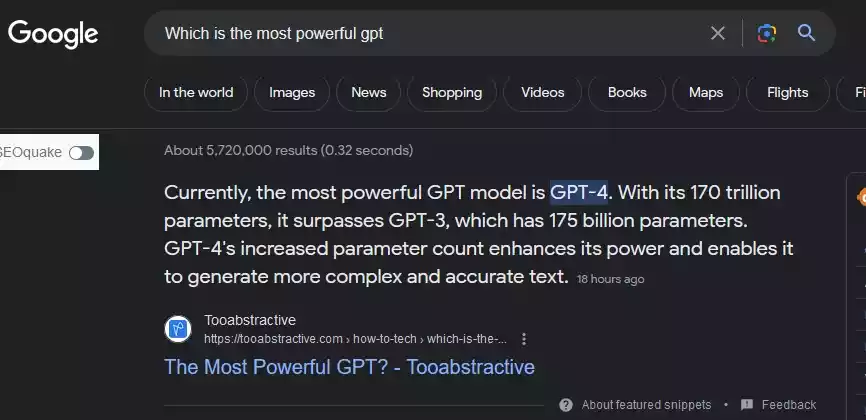 Google
Which is the most powerful gpt
In the world
Images
News
Shopping
Videos
Books
Maps
Flights
Fi
SEOquake
About 5,720,000 results (0.32 seconds)
Currently, the most powerful GPT model is GPT-4. With its 170 trillion
parameters, it surpasses GPT-3, which has 175 billion parameters.
GPT-4's increased parameter count enhances its power and enables it
to generate more complex and accurate text. 18 hours ago
Tooabstractive
https://tooabstractive.com › how-to-tech › which-is-the-...
The Most Powerful GPT? - Tooabstractive
About featured snippets • Feedback